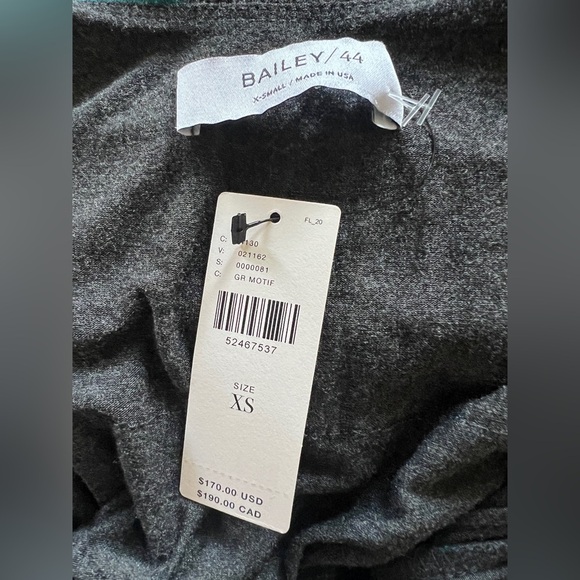 BAILEY/44
X-SMALL / MADE IN USA
FL_20
C: 130
V: 021162
S: 0000081
C: GR MOTIF
52467537
SIZE
XS
$170.00 USD
$190.00 CAD